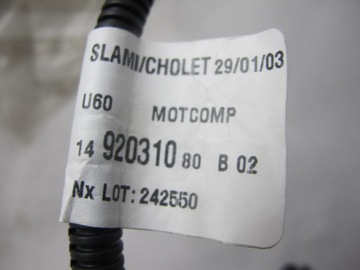 SLAMI/CHOLET 29/01/03
U60 MOTCOMP
14 920310 80 B 02
Nx LOT: 242550